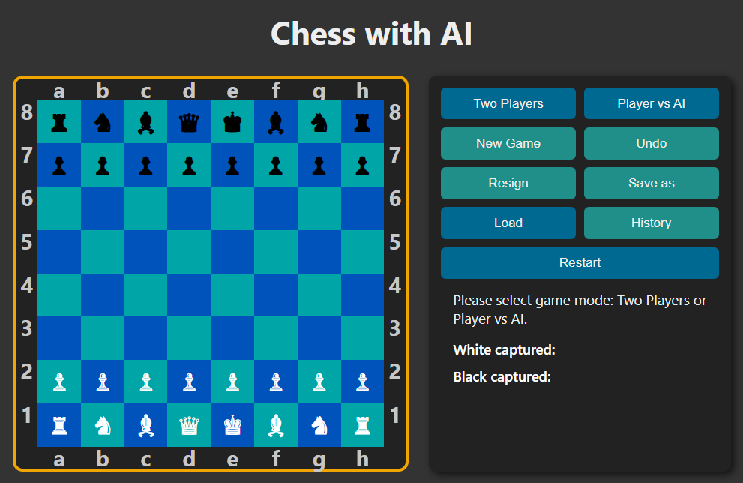 Chess with AI
a b c d e f g h
8 8
7 7
6 6
5 5
4 4
3 3
2 2
1 1
a b c d e f g h
Two Players
Player vs AI
New Game
Undo
Resign
Save as
Load
History
Restart
Please select game mode: Two Players or
Player vs AI.
White captured:
Black captured: